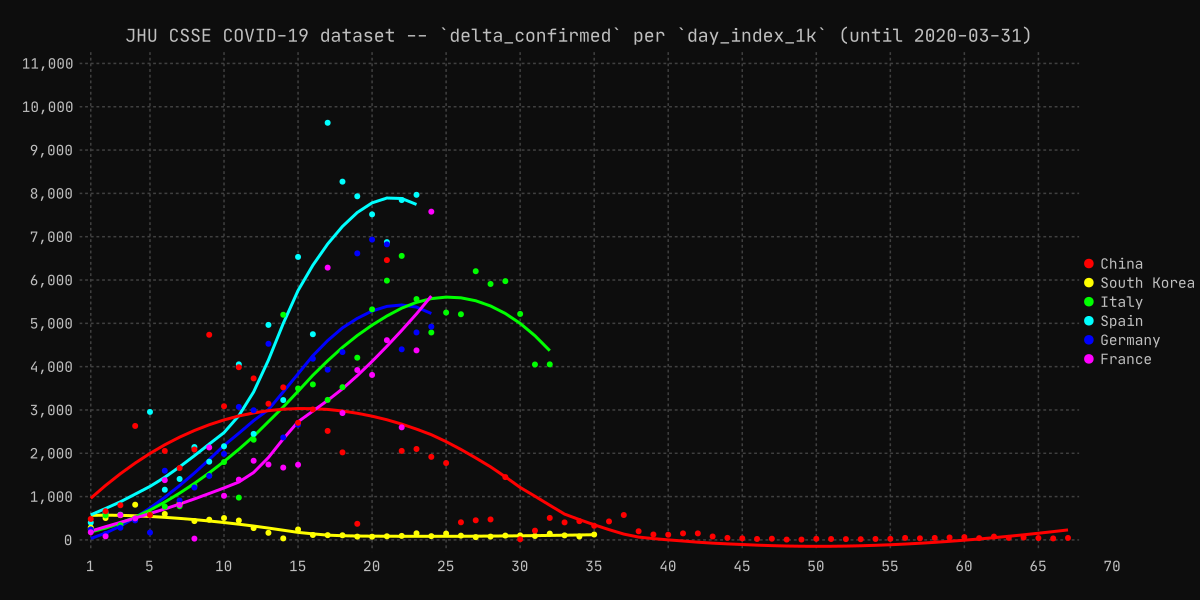 JHU CSSE COVID-19 dataset -- `delta_confirmed` per `day_index_1k` (until 2020-03-31)
11,000
10,000
9,000
8,000
7,000
6,000
5,000
4,000
3,000
2,000
1,000
0
1 5 10 15 20 25 30 35 40 45 50 55 60 65 70
China
South Korea
Italy
Spain
Germany
France